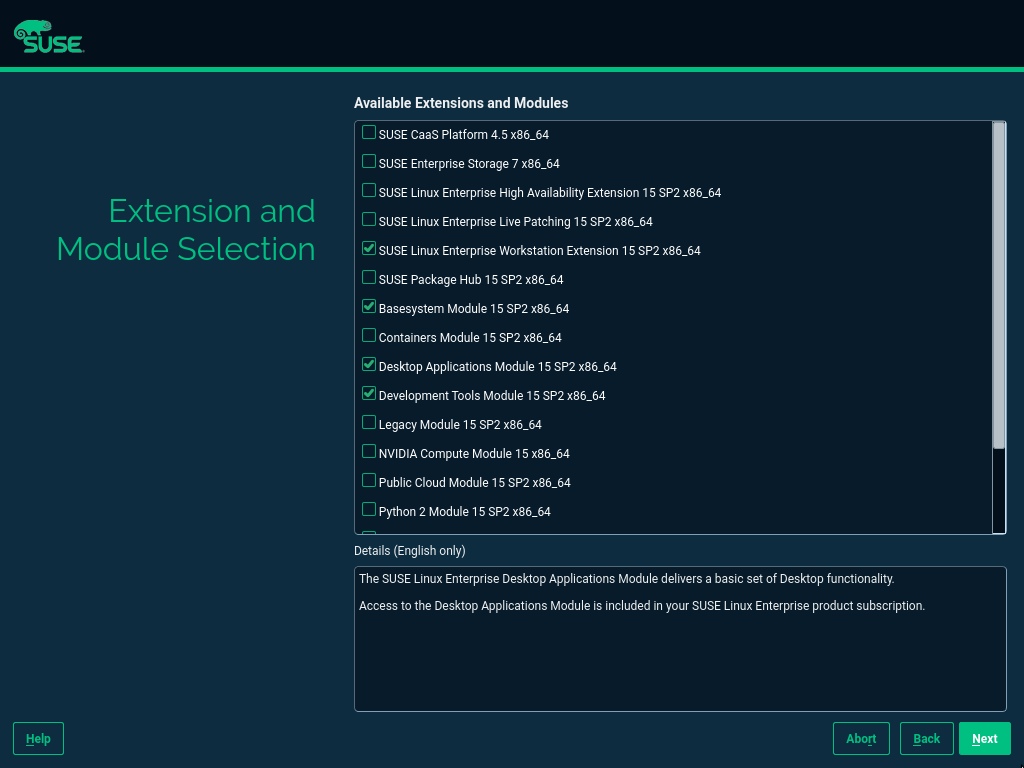 SUSE
Available Extensions and Modules
Extension and
Module Selection
SUSE CaaS Platform 4.5 x86_64
SUSE Enterprise Storage 7 x86_64
SUSE Linux Enterprise High Availability Extension 15 SP2 x86_64
SUSE Linux Enterprise Live Patching 15 SP2 x86_64
SUSE Linux Enterprise Workstation Extension 15 SP2 x86_64
SUSE Package Hub 15 SP2 x86_64
Basesystem Module 15 SP2 x86_64
Containers Module 15 SP2 x86_64
Desktop Applications Module 15 SP2 x86_64
Development Tools Module 15 SP2 x86_64
Legacy Module 15 SP2 x86_64
NVIDIA Compute Module 15 x86_64
Public Cloud Module 15 SP2 x86_64
Python 2 Module 15 SP2 x86_64
Details (English only)
The SUSE Linux Enterprise Desktop Applications Module delivers a basic set of Desktop functionality.
Access to the Desktop Applications Module is included in your SUSE Linux Enterprise product subscription.
Help
Abort
Back
Next